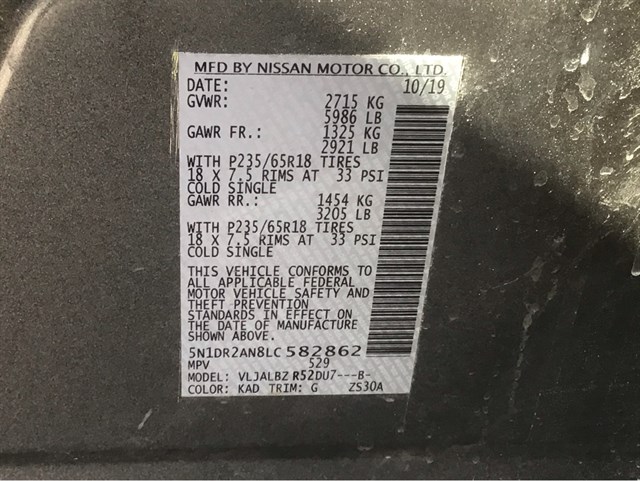 MFD BY NISSAN MOTOR CO., LTD.
DATE: 10/19
GVWR: 2715 KG
5986 LB
GAWR FR.: 1325 KG
2921 LB
WITH P235/65R18 TIRES
18 X 7.5 RIMS AT 33 PSI
COLD SINGLE
GAWR RR.: 1454 KG
3205 LB
WITH P235/65R18 TIRES
18 X 7.5 RIMS AT 33 PSI
COLD SINGLE
THIS VEHICLE CONFORMS TO
ALL APPLICABLE FEDERAL
MOTOR VEHICLE SAFETY AND
THEFT PREVENTION
STANDARDS IN EFFECT ON
THE DATE OF MANUFACTURE
SHOWN ABOVE.
5N1DR2AN8LC582862
MPV 529
MODEL: VLJALBZ R52DU7---B-
COLOR: KAD TRIM: G ZS30A